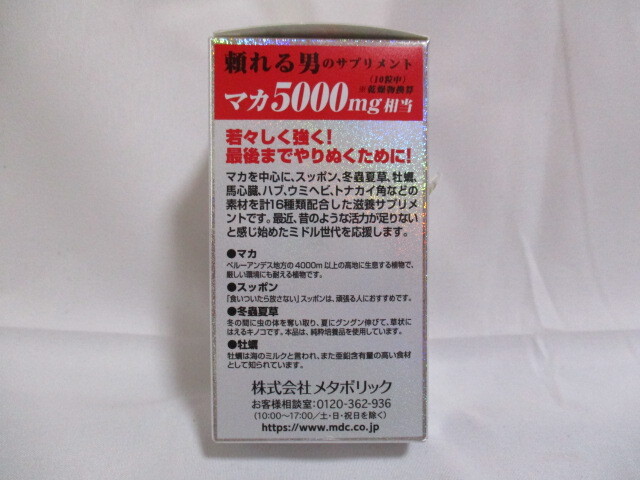 頼れる男のサプリメント
(10粒中)
※乾燥物換算
マカ5000mg相当
若々しく強く!
最後までやりぬくために!
マカを中心に、スッポン、冬蟲夏草、牡蠣、
馬心臓、ハブ、ウミヘビ、トナカイ角などの
素材を計16種類配合した滋養サプリメ
ントです。最近、昔のような活力が足りない
と感じ始めたミドル世代を応援します。
●マカ
ペルーアンデス地方の4000m以上の高地に生息する植物で、
厳しい環境にも耐える植物です。
●スッポン
「食いついたら放さない」スッポンは、頑張る人におすすめです。
●冬蟲夏草
冬の間に虫の体を奪い取り、夏にグングン伸びて、草状に
はえるキノコです。本品は、純粋培養品を使用しています。
●牡蠣
牡蠣は海のミルクと言われ、また亜鉛含有量の高い食材
として知られています。
株式会社メタボリック
お客様相談室:0120-362-936
(10:00〜17:00/土・日・祝日を除く)
https://www.mdc.co.jp